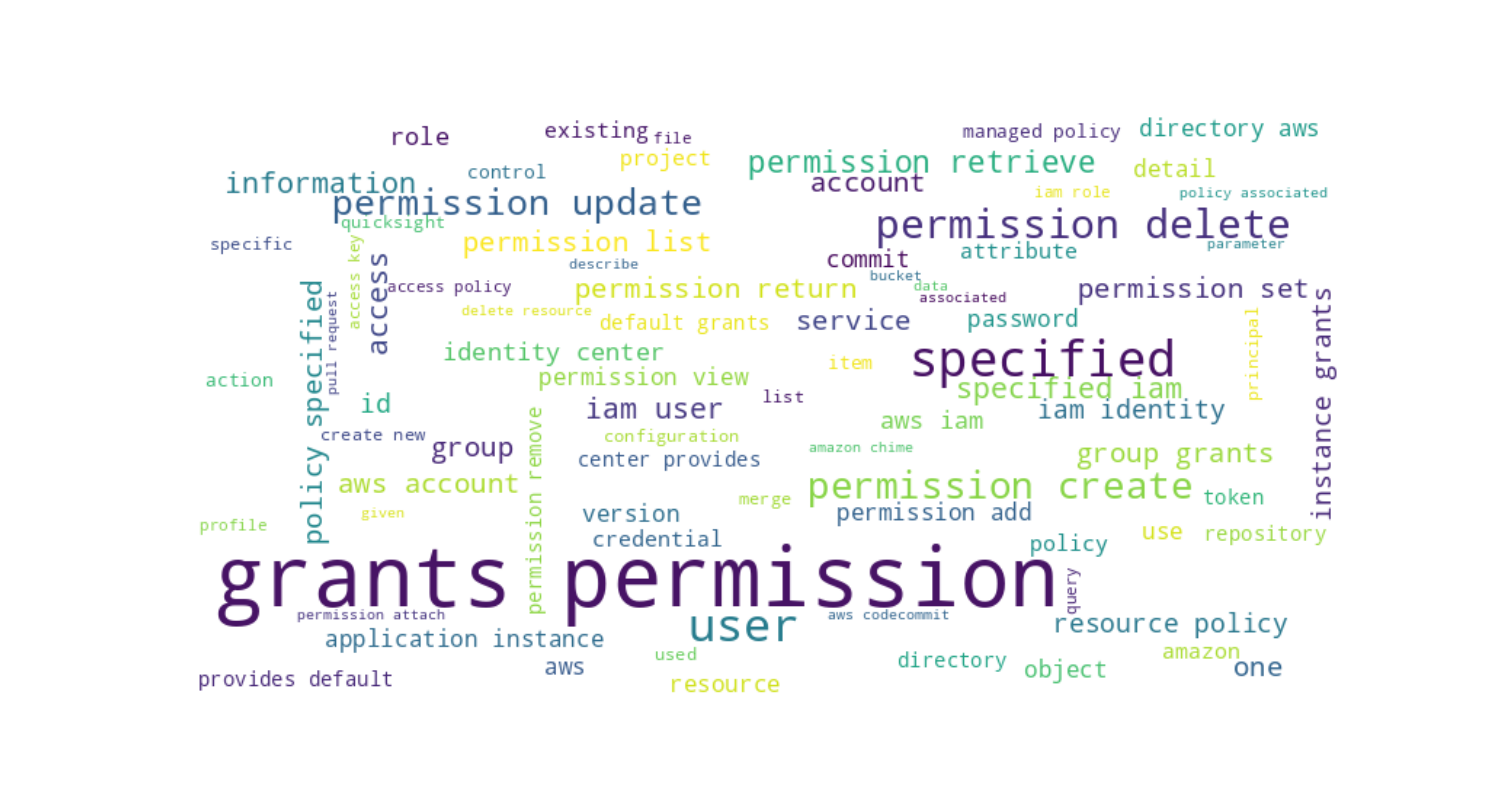 role
existing
file
managed policy
directory aws
project
control
permission retrieve
detail
information
account
iam role
policy associated
permission update
quicksight
permission delete
specific
access key
permission list
attribute
parameter
access
describe
commit
bucket
access policy
permission return
data
associated
permission set
policy specified
pull request
delete resource
default grants
service
password
principal
instance grants
identity center
specified
action
permission view
item
specified iam
id
iam user
list
aws iam
iam identity
create new
group
configuration
center provides
amazon chime
group grants
aws account
permission remove
merge
permission create
token
profile
given
version
credential
permission add
policy
use
repository
grants permission
query
permission attach
user
aws codecommit
resource policy
application instance
aws
used
directory
object
amazon
one
provides default
resource